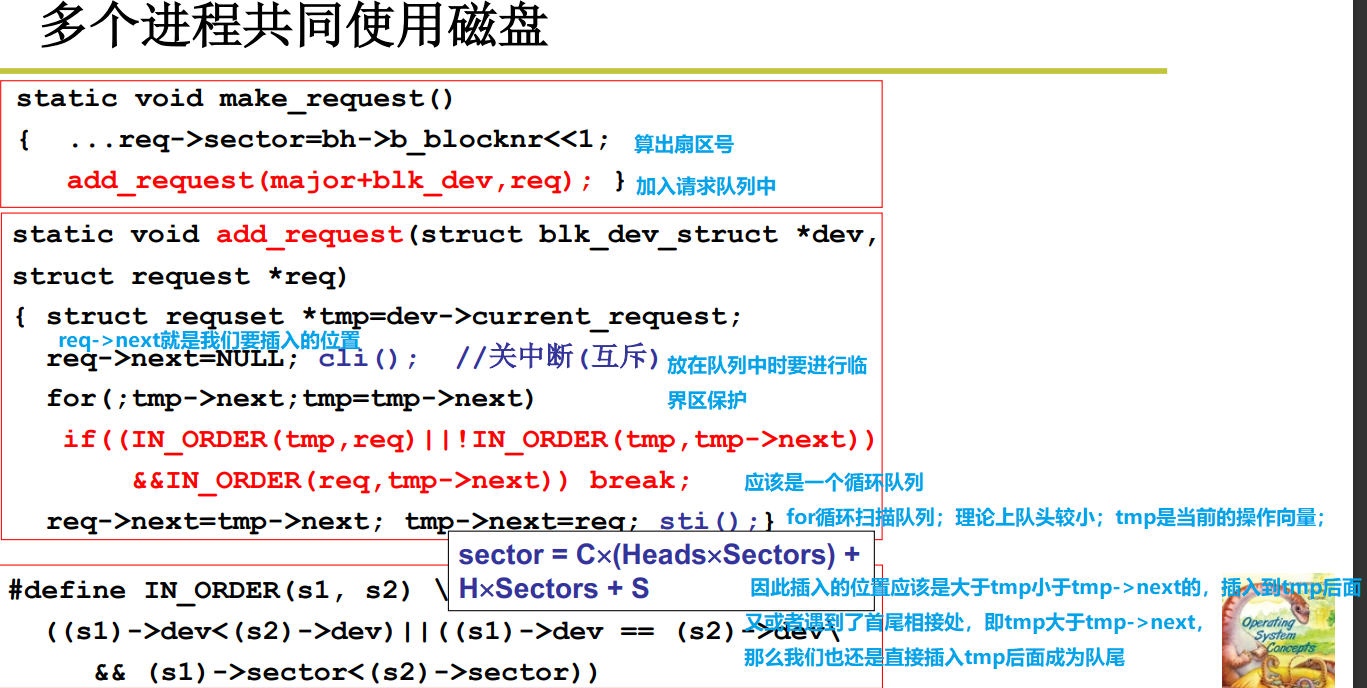 多个进程共同使用磁盘
static void make_request()
{ ...req->sector=bh->b_blocknr<<1; 算出扇区号
add_request(major+blk_dev,req); } 加入请求队列中
static void add_request(struct blk_dev_struct *dev,
struct request *req)
{ struct requset *tmp=dev->current_request;
req->next就是我们要插入的位置
req->next=NULL; cli(); //关中断(互斥) 放在队列中时要进行临
界区保护
for(;tmp->next;tmp=tmp->next)
if((IN_ORDER(tmp,req)||!IN_ORDER(tmp,tmp->next))
&&IN_ORDER(req,tmp->next)) break; 应该是一个循环队列
req->next=tmp->next; tmp->next=req; sti();} for循环扫描队列；理论上队头较小；tmp是当前的操作向量；
sector = C×(Heads×Sectors) +
H×Sectors + S
#define IN_ORDER(s1, s2) \
((s1)->dev<(s2)->dev)||((s1)->dev == (s2)->dev\
&& (s1)->sector<(s2)->sector))
因此插入的位置应该是大于tmp小于tmp->next的，插入到tmp后面
又或者遇到了首尾相接处，即tmp大于tmp->next，
那么我们也还是直接插入tmp后面成为队尾
Operating
System
Concepts